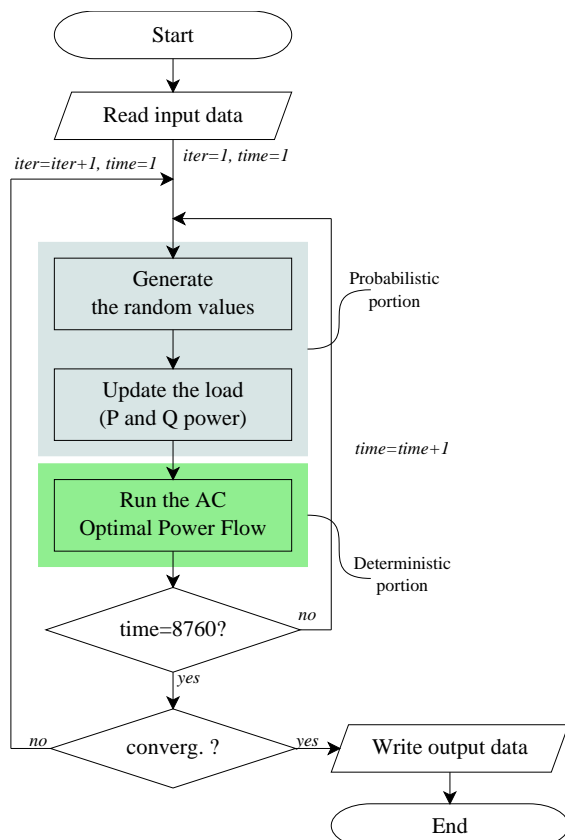 Start
Read input data
iter=iter+1, time=1
iter=1, time=1
Generate
the random values
Probabilistic
portion
Update the load
(P and Q power)
time=time+1
Run the AC
Optimal Power Flow
Deterministic
portion
time=8760?
no
yes
no
converg. ?
yes
Write output data
End